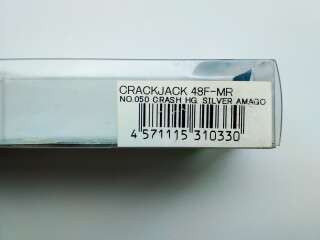 CRACKJACK 48F-MR
NO.050 CRASH HG SILVER AMAGO
4 571115 310330